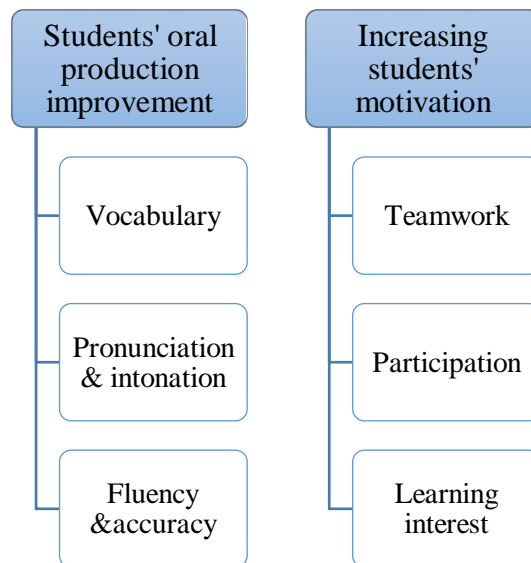 Students' oral
production
improvement
Vocabulary
Pronunciation
& intonation
Fluency
&accuracy
Increasing
students'
motivation
Teamwork
Participation
Learning
interest